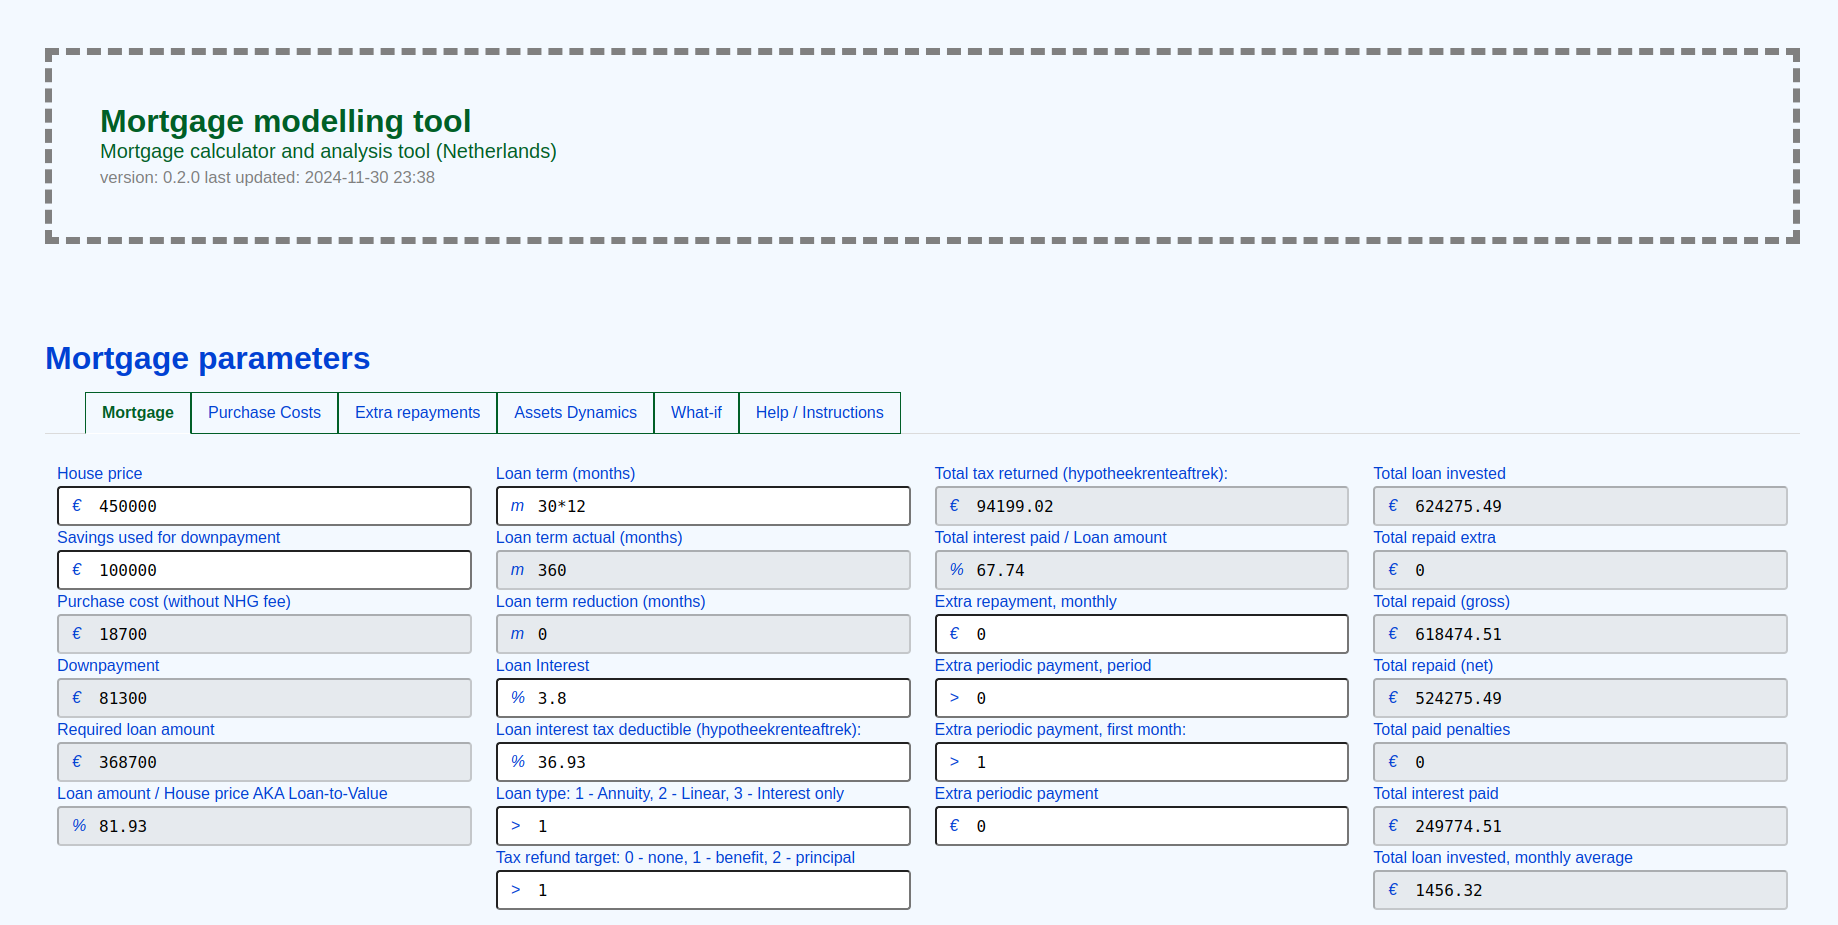 Mortgage modelling tool
Mortgage calculator and analysis tool (Netherlands)
version: 0.2.0 last updated: 2024-11-30 23:38
Mortgage parameters
Mortgage
Purchase Costs
Extra repayments
Assets Dynamics
What-if
Help / Instructions
House price
€ 450000
Savings used for downpayment
€ 100000
Purchase cost (without NHG fee)
€ 18700
Downpayment
€ 81300
Required loan amount
€ 368700
Loan amount / House price AKA Loan-to-Value
% 81.93
Loan term (months)
m 30*12
Loan term actual (months)
m 360
Loan term reduction (months)
m 0
Loan Interest
% 3.8
Loan interest tax deductible (hypotheekrenteaftrek):
% 36.93
Loan type: 1 - Annuity, 2 - Linear, 3 - Interest only
> 1
Tax refund target: 0 - none, 1 - benefit, 2 - principal
> 1
Total tax returned (hypotheekrenteaftrek):
€ 94199.02
Total interest paid / Loan amount
% 67.74
Extra repayment, monthly
€ 0
Extra periodic payment, period
> 0
Extra periodic payment, first month:
> 1
Extra periodic payment
€ 0
Total loan invested
€ 624275.49
Total repaid extra
€ 0
Total repaid (gross)
€ 618474.51
Total repaid (net)
€ 524275.49
Total paid penalties
€ 0
Total interest paid
€ 249774.51
Total loan invested, monthly average
€ 1456.32